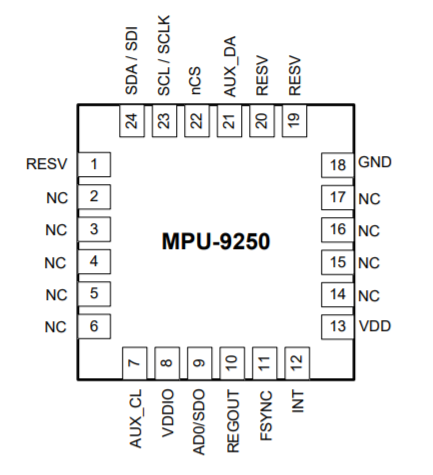 SDA / SDI
SCL / SCLK
nCS
AUX_DA
RESV
RESV
24
23
22
21
20
19
RESV 1
NC 2
NC 3
NC 4
NC 5
NC 6
MPU-9250
18 GND
17 NC
16 NC
15 NC
14 NC
13 VDD
7
8
9
10
11
12
AUX_CL
VDDIO
AD0/SDO
REGOUT
FSYNC
INT